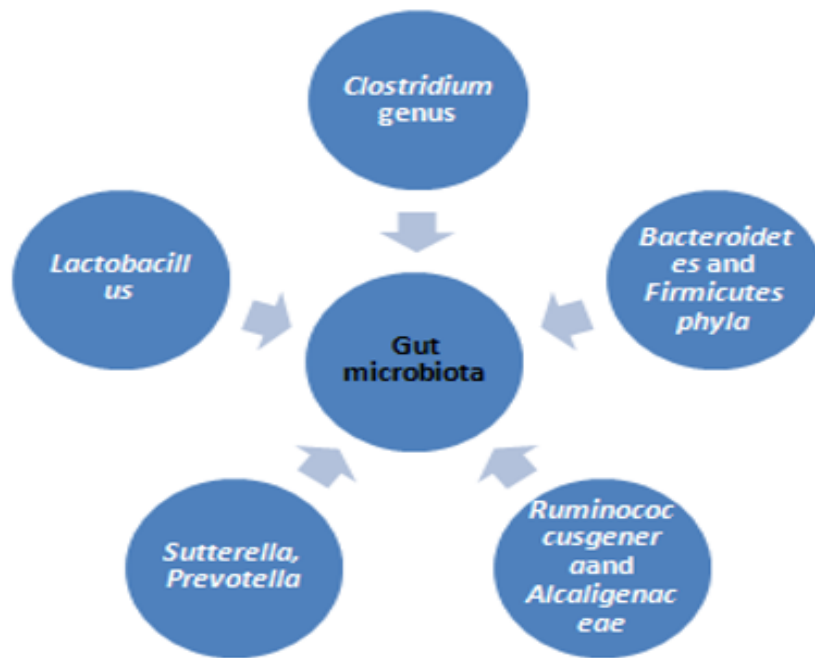 Clostridium
genus
Bacteroidet
es and
Firmicutes
phyla
Lactobacill
us
Gut
microbiota
Sutterella,
Prevotella
Ruminococ
cusgener
aand
Alcaligenac
eae